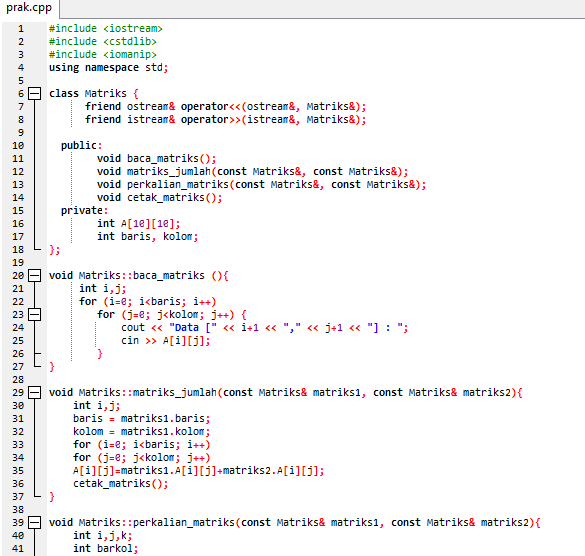 prak.cpp
1 #include <iostream>
2 #include <cstdlib>
3 #include <iomanip>
4 using namespace std;
5
6 class Matriks {
7 friend ostream& operator<<(ostream&, Matriks&);
8 friend istream& operator>>(istream&, Matriks&);
9
10 public:
11 void baca_matriks();
12 void matriks_jumlah(const Matriks&, const Matriks&);
13 void perkalian_matriks(const Matriks&, const Matriks&);
14 void cetak_matriks();
15 private:
16 int A[10][10];
17 int baris, kolom;
18 };
19
20 void Matriks::baca_matriks (){
21 int i,j;
22 for (i=0; i<baris; i++)
23 for (j=0; j<kolom; j++) {
24 cout << "Data [" << i+1 << "," << j+1 << "] : ";
25 cin >> A[i][j];
26 }
27 }
28
29 void Matriks::matriks_jumlah(const Matriks& matriks1, const Matriks& matriks2){
30 int i,j;
31 baris = matriks1.baris;
32 kolom = matriks1.kolom;
33 for (i=0; i<baris; i++)
34 for (j=0; j<kolom; j++)
35 A[i][j]=matriks1.A[i][j]+matriks2.A[i][j];
36 cetak_matriks();
37 }
38
39 void Matriks::perkalian_matriks(const Matriks& matriks1, const Matriks& matriks2){
40 int i,j,k;
41 int barkol;